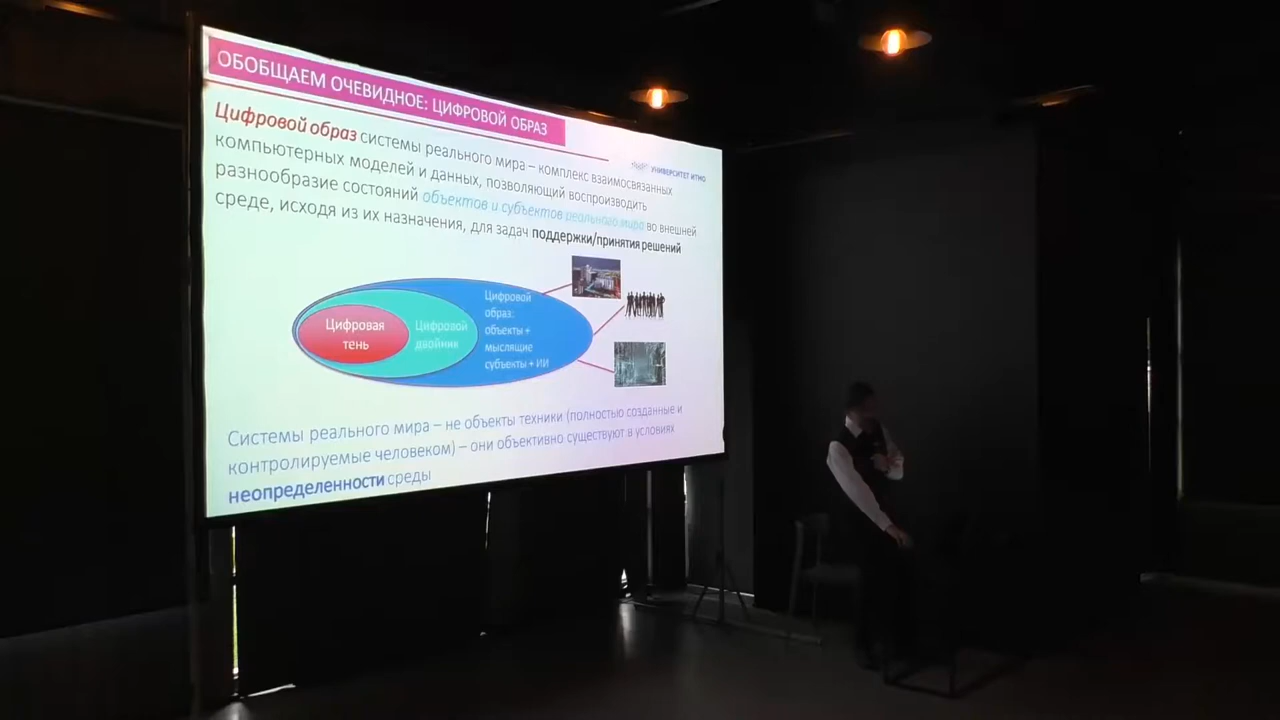 ОБОБЩАЕМ ОЧЕВИДНОЕ: ЦИФРОВОЙ ОБРАЗ
УНИВЕРСИТЕТ ИТМО
Цифровой образ системы реального мира – комплекс взаимосвязанных
компьютерных моделей и данных, позволяющий воспроизводить
разнообразие состояний объектов и субъектов реального мира во внешней
среде, исходя из их назначения, для задач поддержки/принятия решений
Цифровая
тень
Цифровой
двойник
Цифровой
образ:
объекты +
мыслящие
субъекты + ИИ
Системы реального мира – не объекты техники (полностью созданные и
контролируемые человеком) – они объективно существуют в условиях
неопределенности среды